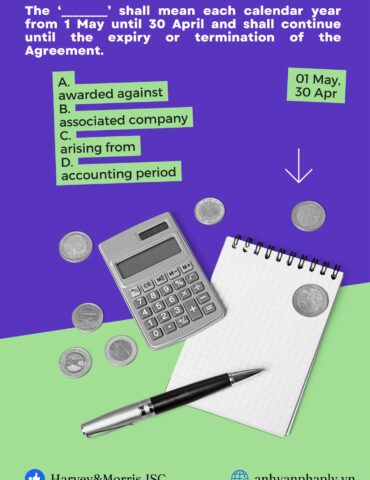 The ‘______’ shall mean each calendar year
from 1 May until 30 April and shall continue
until the expiry or termination of the
Agreement.
A.
awarded against
B.
associated company
C.
arising from
D.
accounting period
01 May,
30 Apr
Harvey&Morris JSC
anhvanphaply.vn